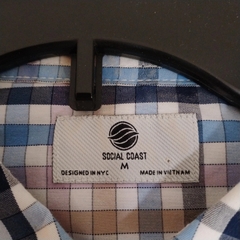 SOCIAL COAST
M
DESIGNED IN NYC MADE IN VIETNAM